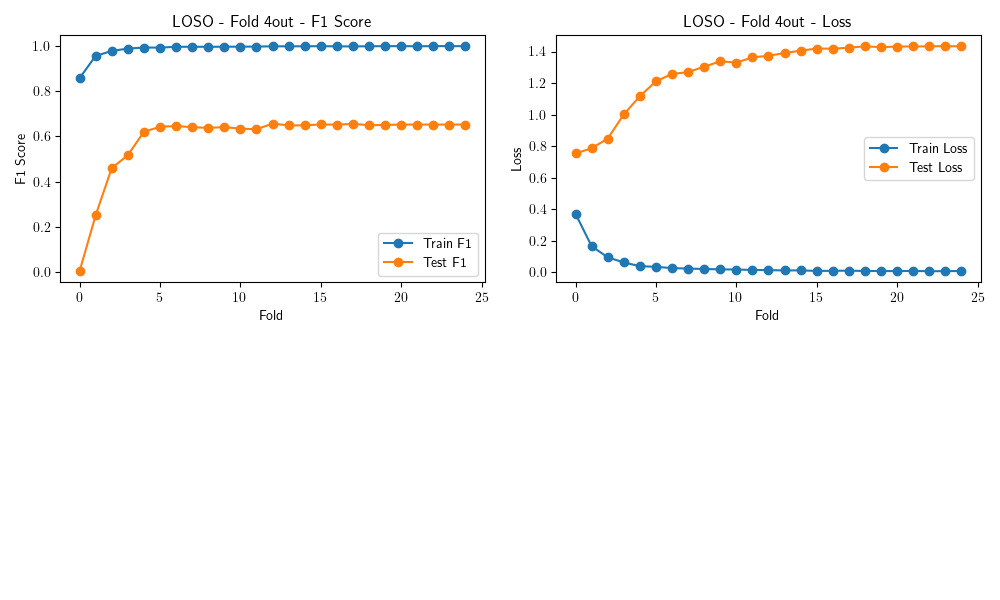 LOSO - Fold 4out - F1 Score
1.0
0.8
0.6
0.4
0.2
0.0
F1 Score
Train F1
Test F1
0 5 10 15 20 25
Fold
LOSO - Fold 4out - Loss
1.4
1.2
1.0
0.8
0.6
0.4
0.2
0.0
Loss
Train Loss
Test Loss
0 5 10 15 20 25
Fold